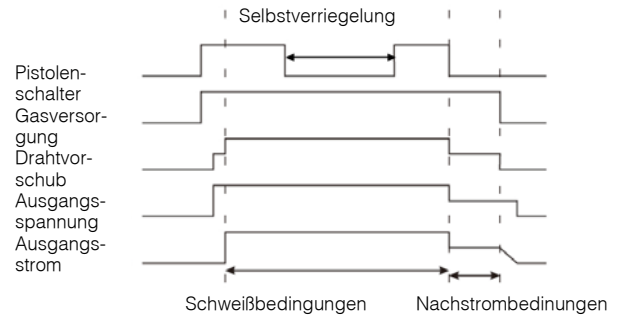 Selbstverriegelung
Pistolen-
schalter
Gasversor-
gung
Drahtvor-
schub
Ausgangs-
spannung
Ausgangs-
strom
Schweißbedingungen
Nachstrombedinungen